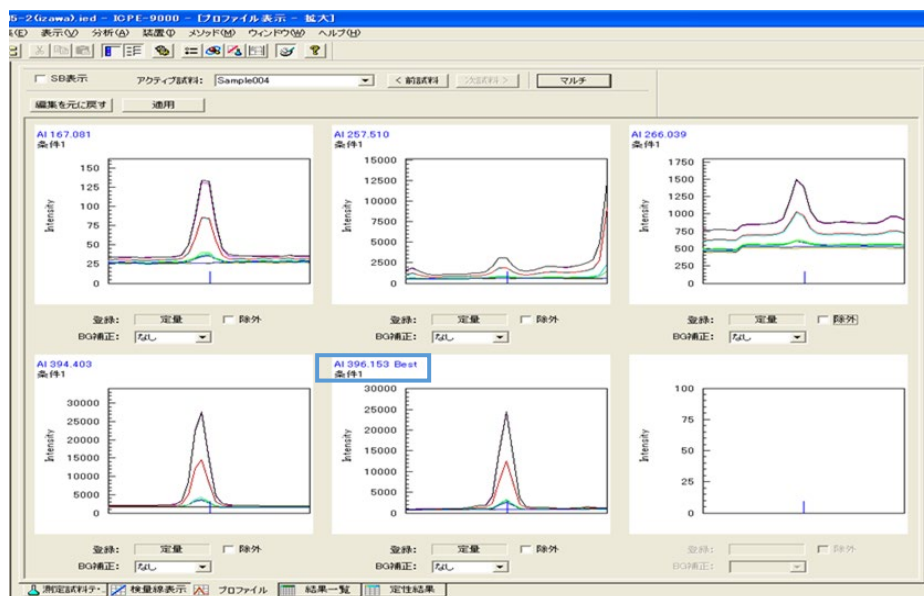 5-2(izawa).ied - ICPE-9000 - [プロファイル表示 - 拡大]
(E) 表示(V) 分析(A) 装置(I) メソッド(M) ウィンドウ(W) ヘルプ(H)
SB表示 アクティブ試料: Sample004 < 前試料 次試料 > マルチ
編集を元に戻す 適用
Al 167.081
条件1
Intensity
150
125
100
75
50
25
0
登録: 定量 除外
BG補正: なし
Al 257.510
条件1
Intensity
15000
12500
10000
7500
5000
2500
0
登録: 定量 除外
BG補正: なし
Al 266.039
条件1
Intensity
1750
1500
1250
1000
750
500
250
0
登録: 定量 除外
BG補正: なし
Al 394.403
条件1
Intensity
30000
25000
20000
15000
10000
5000
0
登録: 定量 除外
BG補正: なし
Al 396.153 Best
条件1
Intensity
30000
25000
20000
15000
10000
5000
0
登録: 定量 除外
BG補正: なし
Intensity
100
75
50
25
0
登録: 除外
BG補正:
測定試料テ- 検量線表示 プロファイル 結果一覧 定性結果